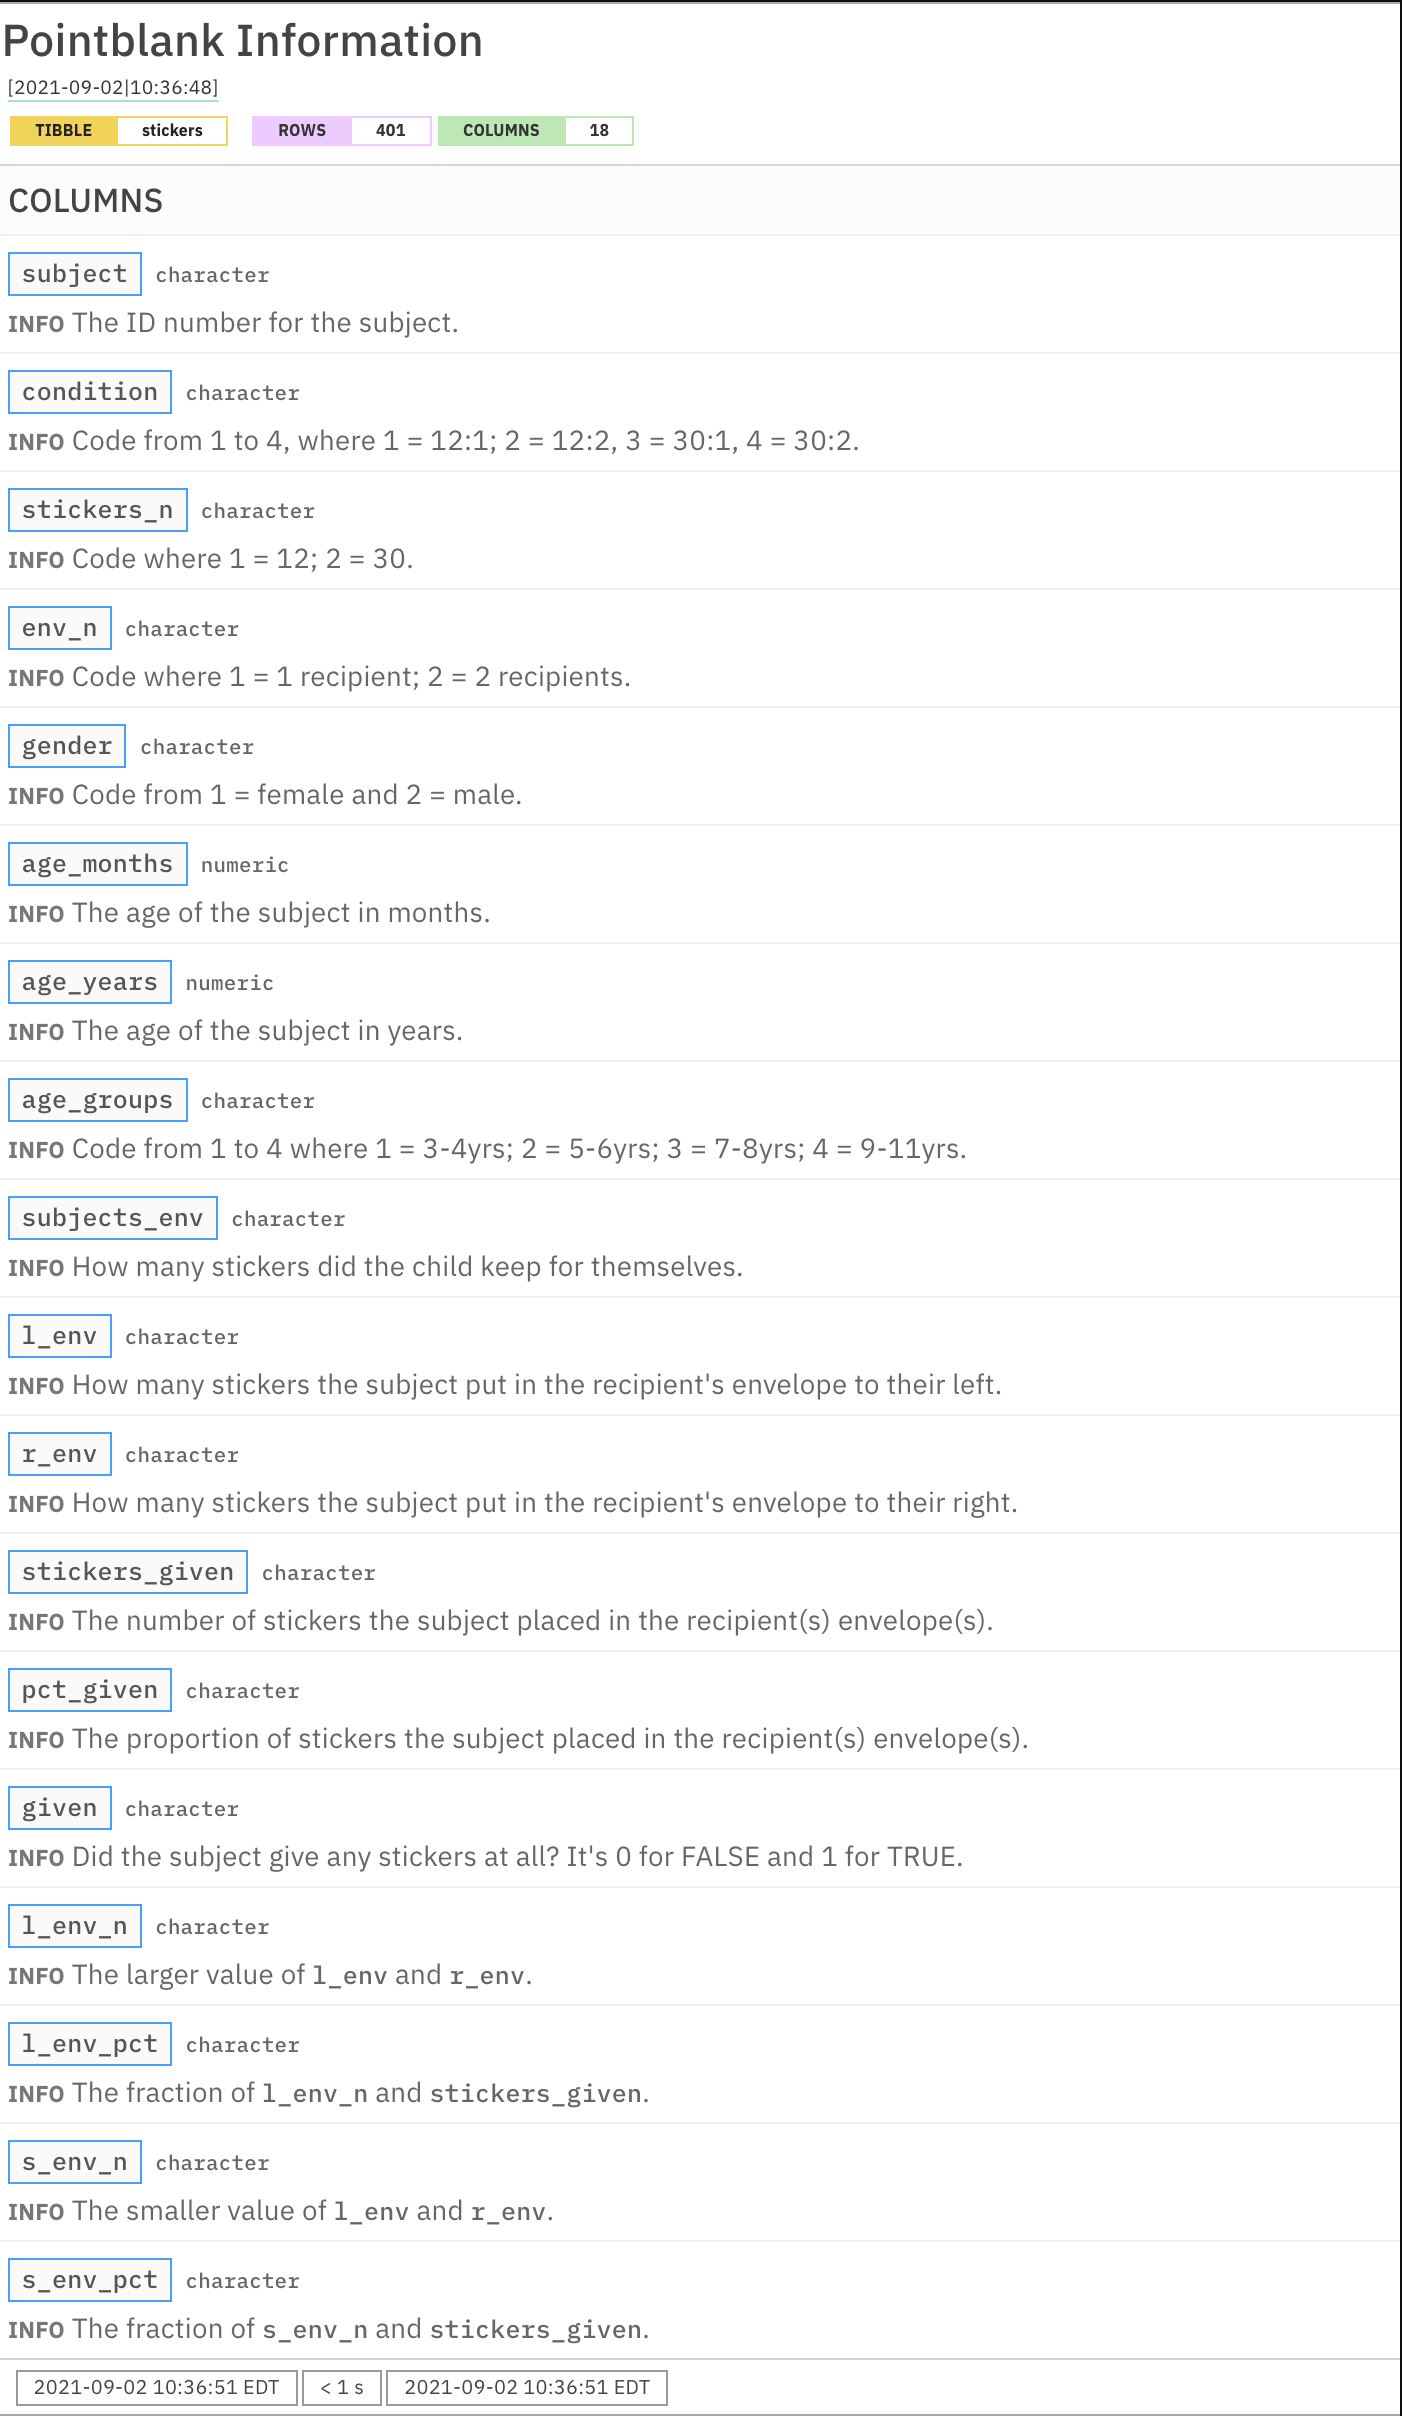 Pointblank Information
[2021-09-02|10:36:48]
TIBBLE stickers ROWS 401 COLUMNS 18
COLUMNS
subject character
INFO The ID number for the subject.
condition character
INFO Code from 1 to 4, where 1 = 12:1; 2 = 12:2, 3 = 30:1, 4 = 30:2.
stickers_n character
INFO Code where 1 = 12; 2 = 30.
env_n character
INFO Code where 1 = 1 recipient; 2 = 2 recipients.
gender character
INFO Code from 1 = female and 2 = male.
age_months numeric
INFO The age of the subject in months.
age_years numeric
INFO The age of the subject in years.
age_groups character
INFO Code from 1 to 4 where 1 = 3-4yrs; 2 = 5-6yrs; 3 = 7-8yrs; 4 = 9-11yrs.
subjects_env character
INFO How many stickers did the child keep for themselves.
l_env character
INFO How many stickers the subject put in the recipient's envelope to their left.
r_env character
INFO How many stickers the subject put in the recipient's envelope to their right.
stickers_given character
INFO The number of stickers the subject placed in the recipient(s) envelope(s).
pct_given character
INFO The proportion of stickers the subject placed in the recipient(s) envelope(s).
given character
INFO Did the subject give any stickers at all? It's 0 for FALSE and 1 for TRUE.
l_env_n character
INFO The larger value of l_env and r_env.
l_env_pct character
INFO The fraction of l_env_n and stickers_given.
s_env_n character
INFO The smaller value of l_env and r_env.
s_env_pct character
INFO The fraction of s_env_n and stickers_given.
2021-09-02 10:36:51 EDT < 1 s 2021-09-02 10:36:51 EDT